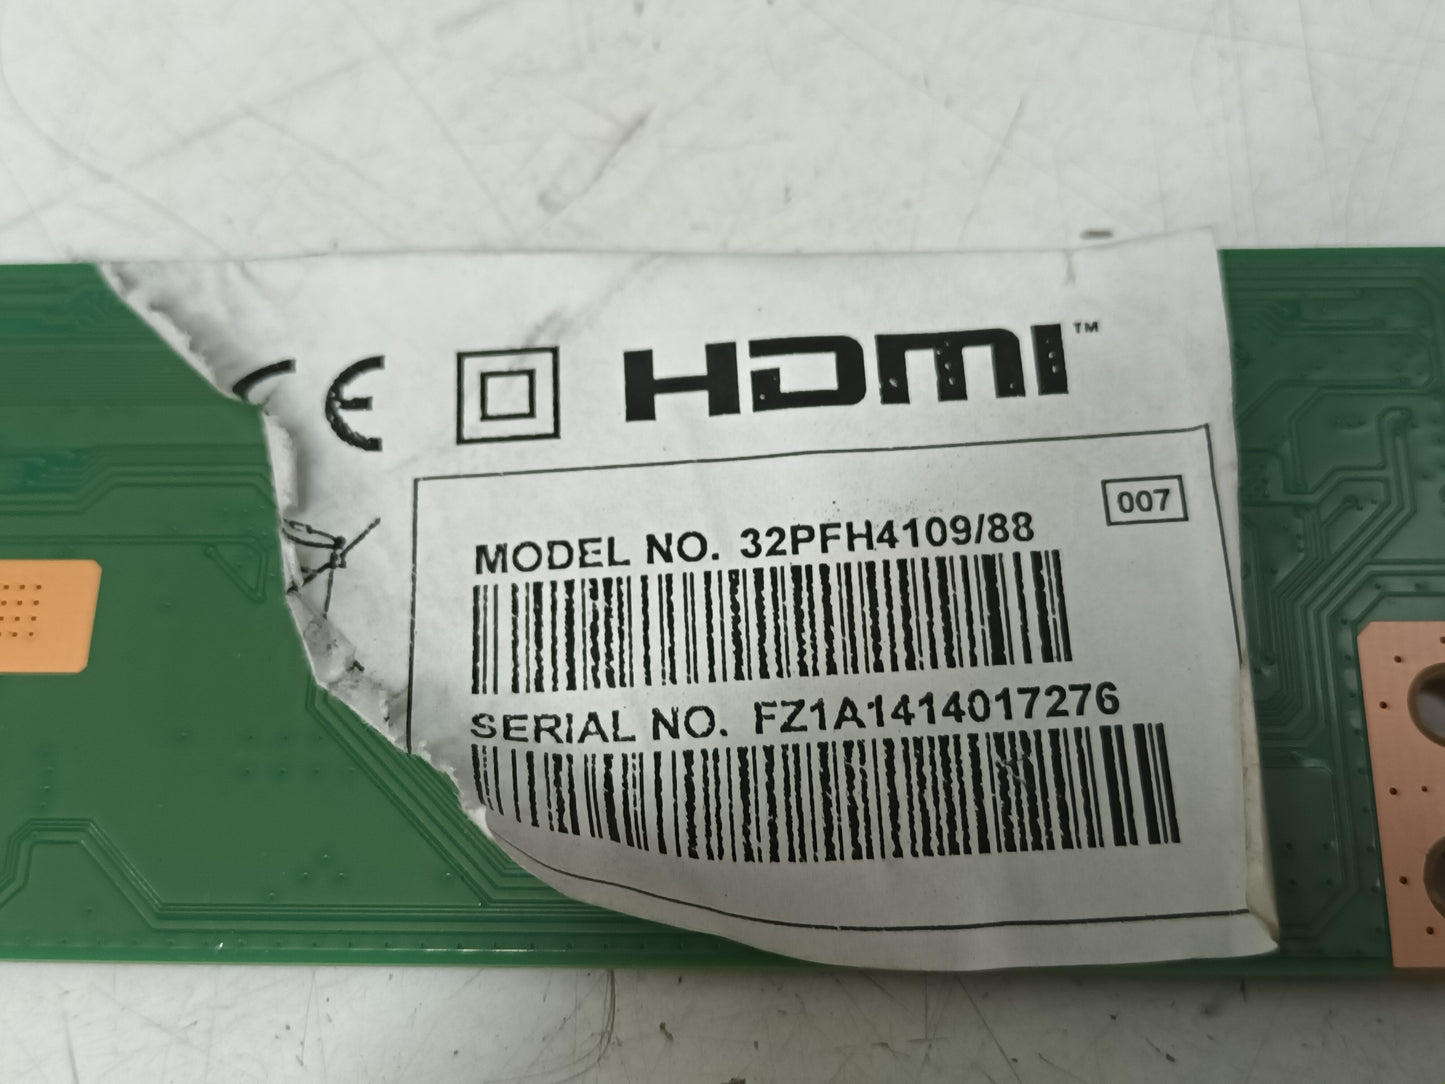 CE HDMI™
007
MODEL NO. 32PFH4109/88
SERIAL NO. FZ1A1414017276